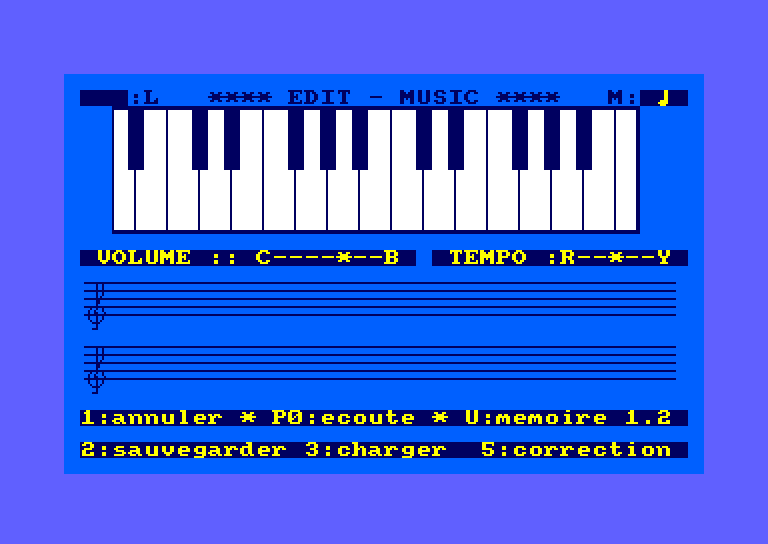 :L **** EDIT - MUSIC **** M:
VOLUME :: C----*--B TEMPO :R--*--Y
1:annuler * P0:ecoute * U:memoire 1.2
2:sauvegarder 3:charger 5:correction